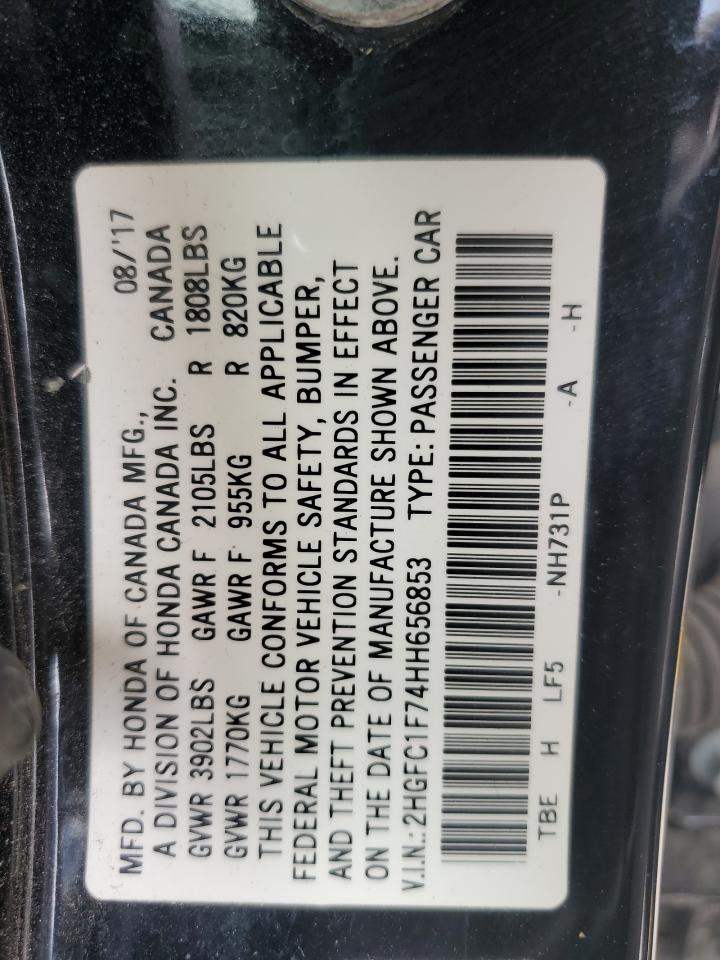 MFD. BY HONDA OF CANADA MFG., 08/'17
A DIVISION OF HONDA CANADA INC. CANADA
GVWR 3902LBS GAWR F 2105LBS R 1808LBS
GVWR 1770KG GAWR F 955KG R 820KG
THIS VEHICLE CONFORMS TO ALL APPLICABLE
FEDERAL MOTOR VEHICLE SAFETY, BUMPER,
AND THEFT PREVENTION STANDARDS IN EFFECT
ON THE DATE OF MANUFACTURE SHOWN ABOVE.
V.I.N.: 2HGFC1F74HH656853 TYPE: PASSENGER CAR
TBE H LF5 -NH731P -A -H